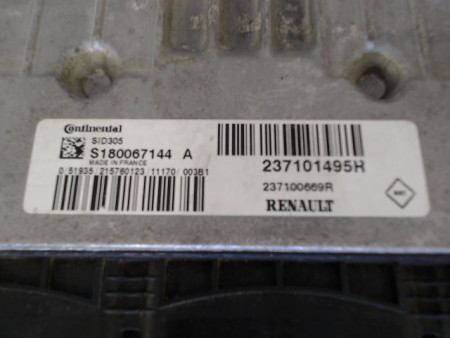 Continental
SID305
S180067144 A
MADE IN FRANCE
0 51935 215760123 11170 003B1
237101495R
237100669R
RENAULT